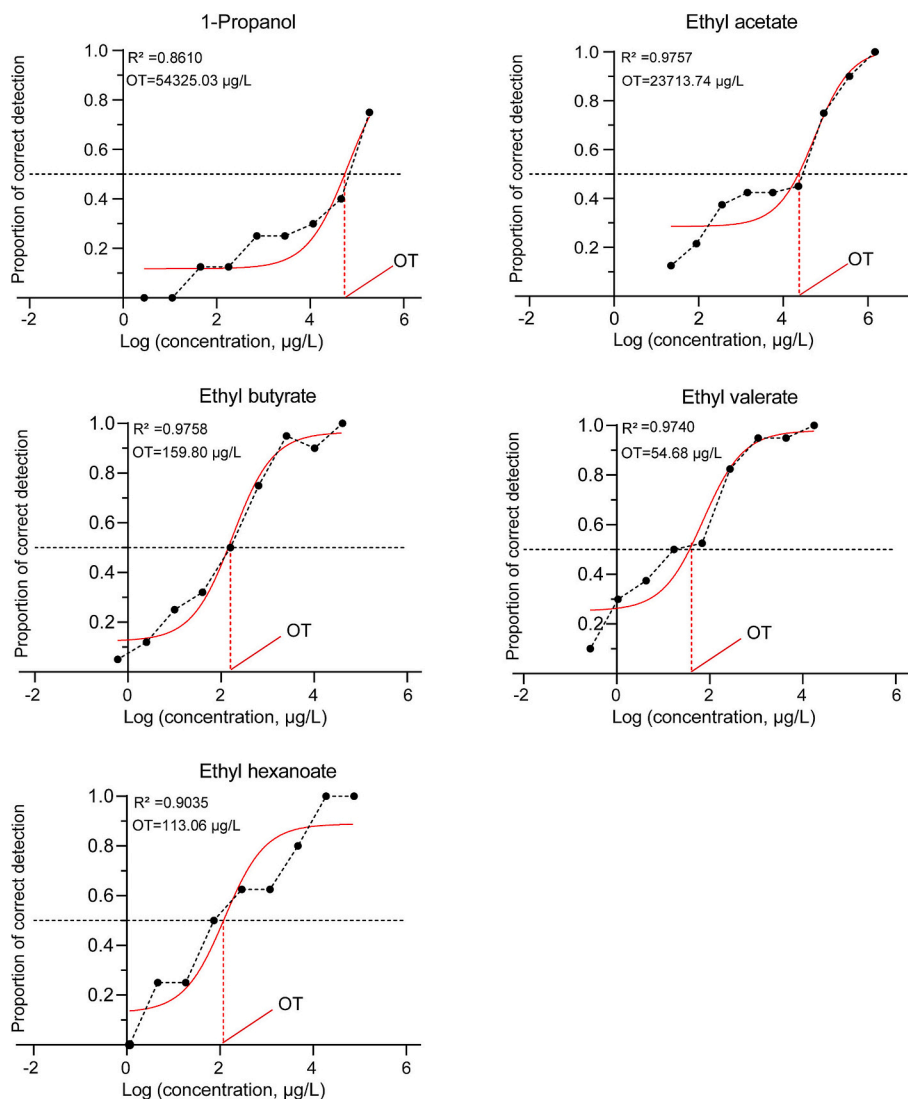 1-Propanol
R² =0.8610
OT=54325.03 µg/L
Proportion of correct detection
1.0
0.8
0.6
0.4
0.2
OT
-2 0 2 4 6
Log (concentration, µg/L)
Ethyl acetate
R² =0.9757
OT=23713.74 µg/L
Proportion of correct detection
1.0
0.8
0.6
0.4
0.2
OT
-2 0 2 4 6
Log (concentration, µg/L)
Ethyl butyrate
R² =0.9758
OT=159.80 µg/L
Proportion of correct detection
1.0
0.8
0.6
0.4
0.2
OT
-2 0 2 4 6
Log (concentration, µg/L)
Ethyl valerate
R² =0.9740
OT=54.68 µg/L
Proportion of correct detection
1.0
0.8
0.6
0.4
0.2
OT
-2 0 2 4 6
Log (concentration, µg/L)
Ethyl hexanoate
R² =0.9035
OT=113.06 µg/L
Proportion of correct detection
1.0
0.8
0.6
0.4
0.2
OT
-2 0 2 4 6
Log (concentration, µg/L)